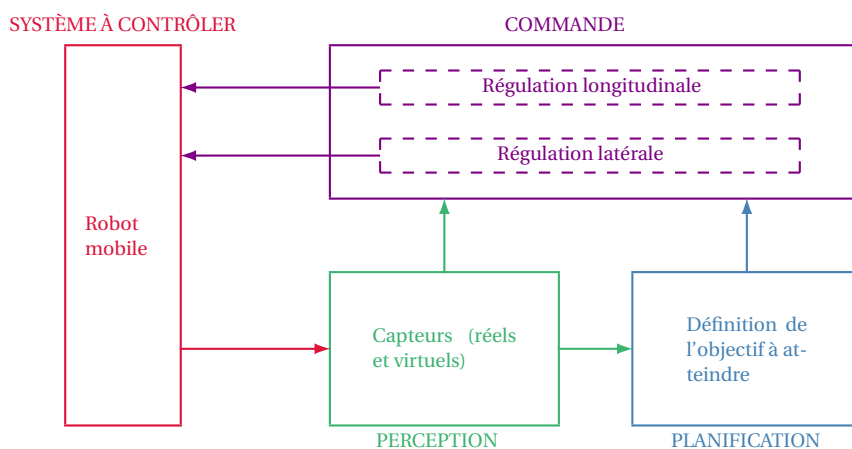 SYSTÈME À CONTRÔLER
COMMANDE
Régulation longitudinale
Régulation latérale
Robot
mobile
Capteurs (réels
et virtuels)
Définition de
l'objectif à at-
teindre
PERCEPTION
PLANIFICATION